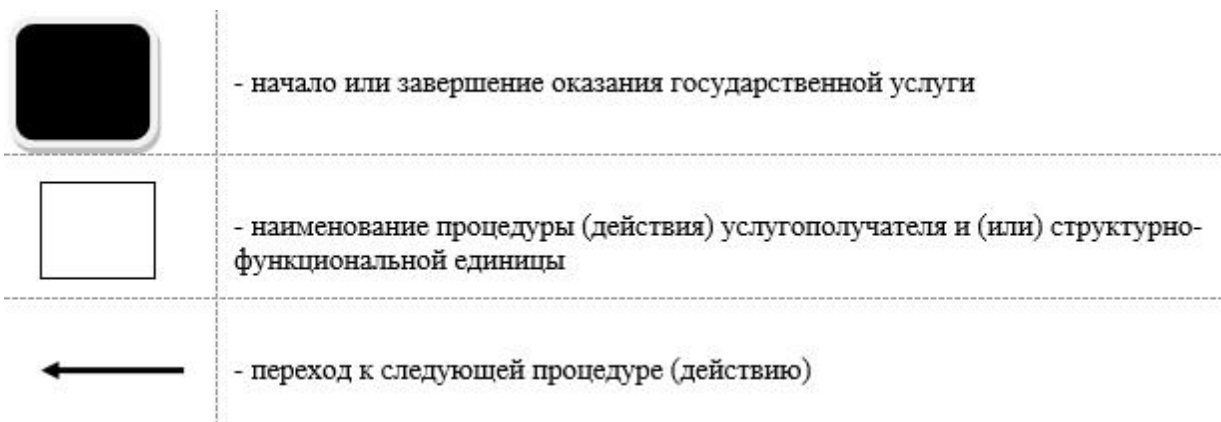 - начало или завершение оказания государственной услуги
- наименование процедуры (действия) услугополучателя и (или) структурно-
функциональной единицы
- переход к следующей процедуре (действию)